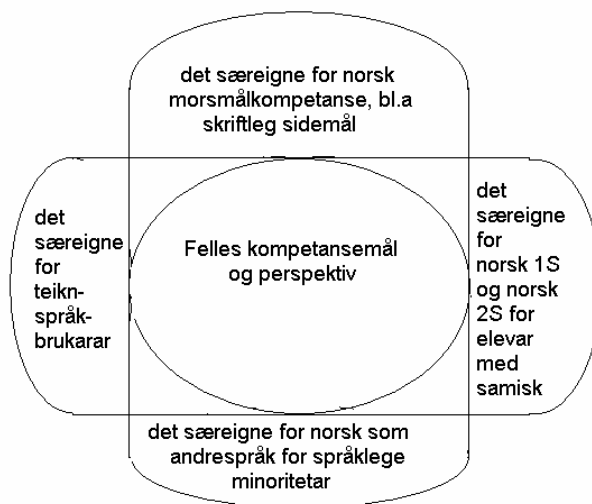 det særeigne for norsk
morsmålkompetanse, bl.a
skriftleg sidemål
det
særeigne
for
teikn-
språk-
brukarar
Felles kompetansemål
og perspektiv
det
særeigne
for
norsk 1S
og norsk
2S for
elevar
med
samisk
det særeigne for norsk som
andrespråk for språklege
minoritetar